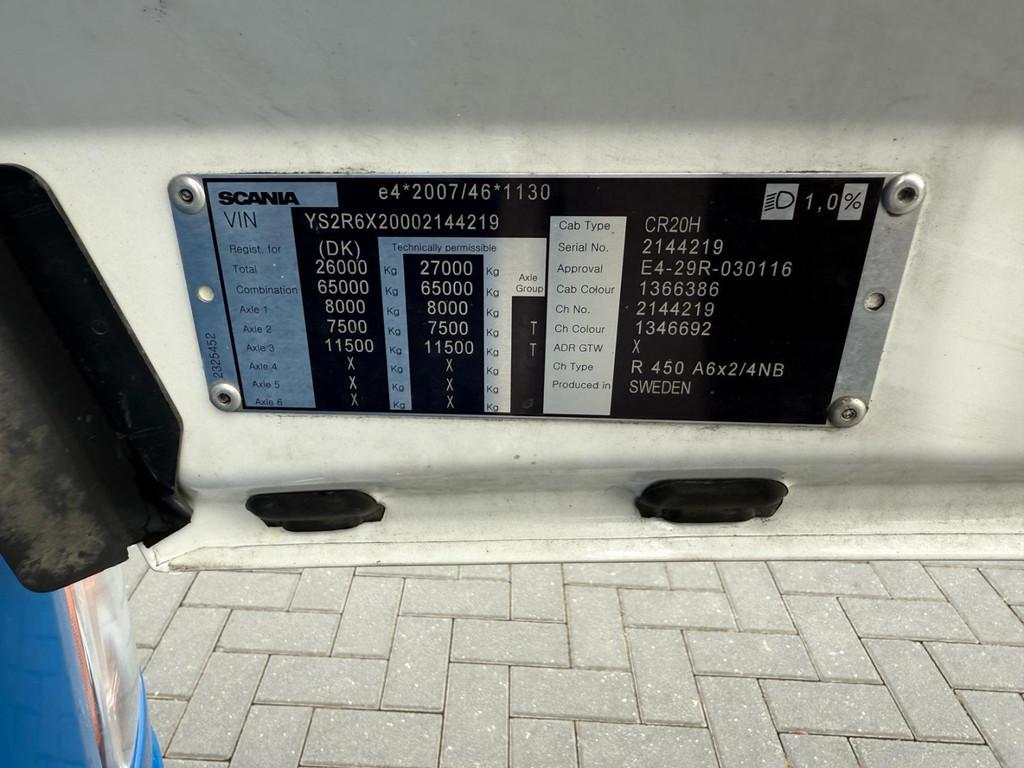 SCANIA e4*2007/46*1130 1,0%
VIN YS2R6X20002144219 Cab Type CR20H
Regist. for (DK) Technically permissible Serial No. 2144219
Total 26000 Kg 27000 Kg Axle Group Approval E4-29R-030116
Combination 65000 Kg 65000 Kg Cab Colour 1366386
Axle 1 8000 Kg 8000 Kg Ch No. 2144219
Axle 2 7500 Kg 7500 Kg T Ch Colour 1346692
Axle 3 11500 Kg 11500 Kg T ADR GTW X
Axle 4 X Kg X Kg Ch Type R 450 A6x2/4NB
Axle 5 X Kg X Kg Produced in SWEDEN
Axle 6 X Kg X Kg
2325452